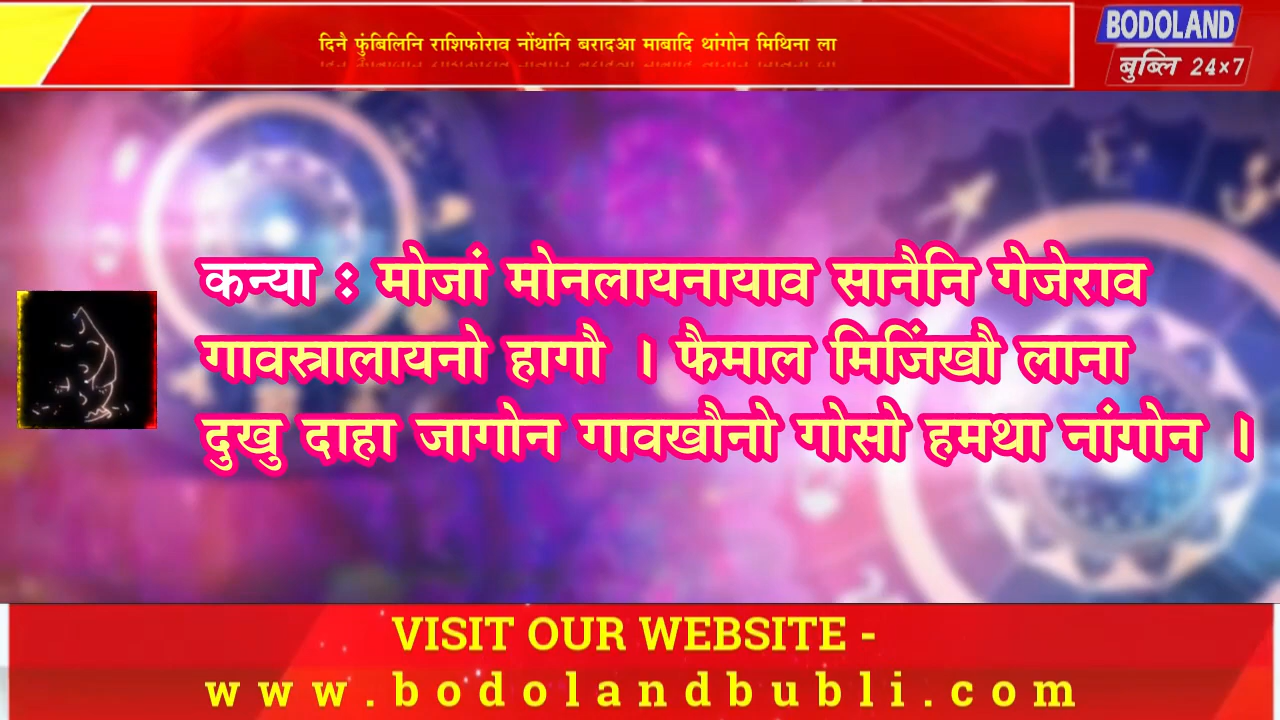 दिनै फुंबिलिनि राशिफोराव नोंथांनि बरादआ माबादि थांगोन मिथिना ला
BODOLAND
बुब्लि 24×7
कन्या : मोजां मोनलायनायाव सानैनि गेजेराव
गावस्रालायनो हागौ । फैमाल मिजिंखौ लाना
दुखु दाहा जागोन गावखौनो गोसो हमथा नांगोन ।
VISIT OUR WEBSITE -
www.bodolandbubli.com